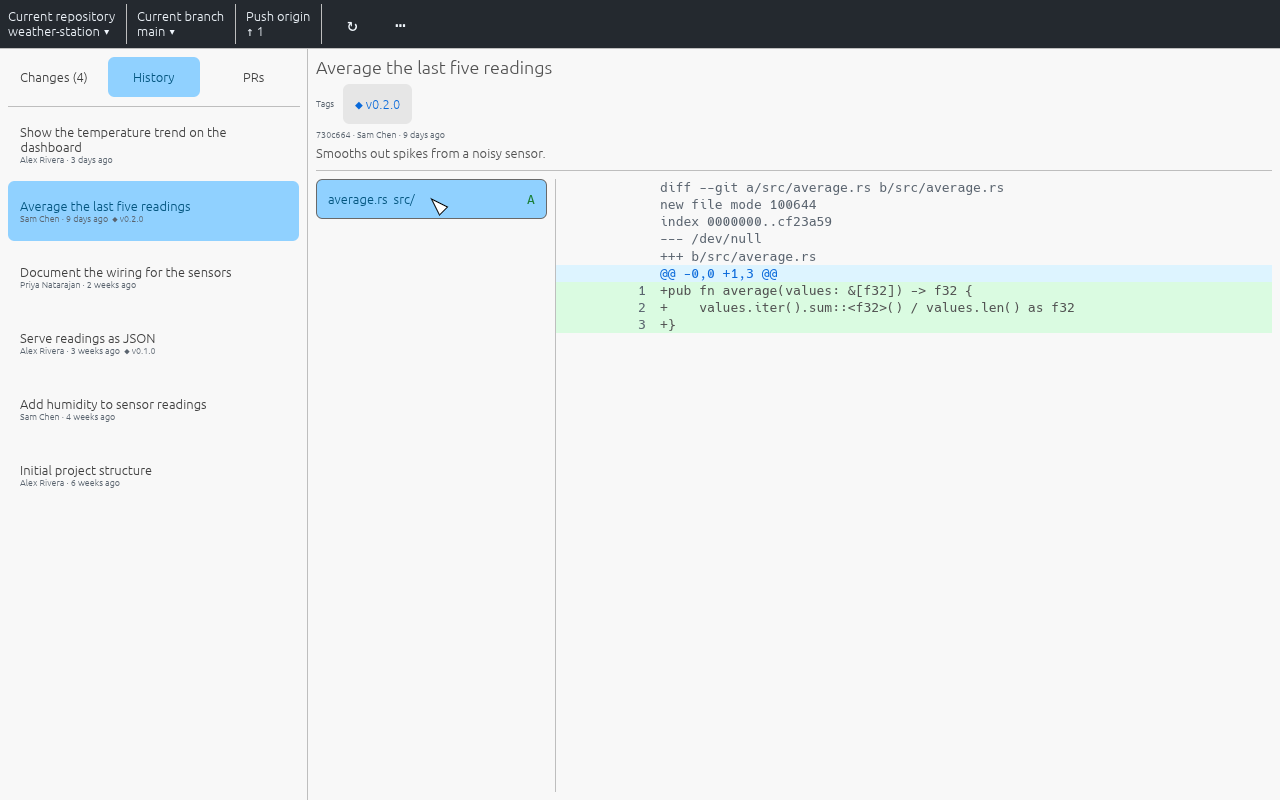 Current repository
weather-station ▾
Current branch
main ▾
Push origin
↑ 1
↻
⋯
Changes (4)
History
PRs
Show the temperature trend on the
dashboard
Alex Rivera · 3 days ago
Average the last five readings
Sam Chen · 9 days ago ◆ v0.2.0
Document the wiring for the sensors
Priya Natarajan · 2 weeks ago
Serve readings as JSON
Alex Rivera · 3 weeks ago ◆ v0.1.0
Add humidity to sensor readings
Sam Chen · 4 weeks ago
Initial project structure
Alex Rivera · 6 weeks ago
Average the last five readings
Tags ◆ v0.2.0
730c664 · Sam Chen · 9 days ago
Smooths out spikes from a noisy sensor.
average.rs src/ A
diff --git a/src/average.rs b/src/average.rs
new file mode 100644
index 0000000..cf23a59
--- /dev/null
+++ b/src/average.rs
@@ -0,0 +1,3 @@
1 +pub fn average(values: &[f32]) -> f32 {
2 +    values.iter().sum::<f32>() / values.len() as f32
3 +}